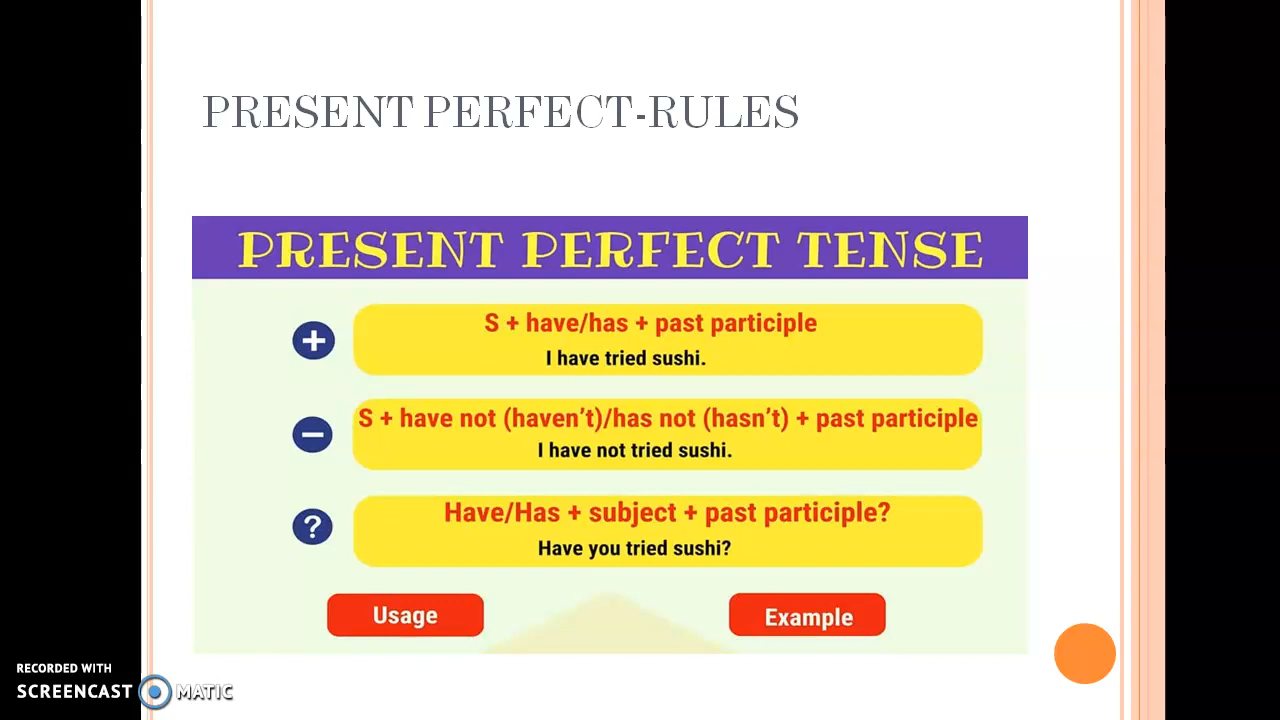 PRESENT PERFECT-RULES
PRESENT PERFECT TENSE
+ S + have/has + past participle
I have tried sushi.
− S + have not (haven't)/has not (hasn't) + past participle
I have not tried sushi.
? Have/Has + subject + past participle?
Have you tried sushi?
Usage
Example
RECORDED WITH
SCREENCAST MATIC